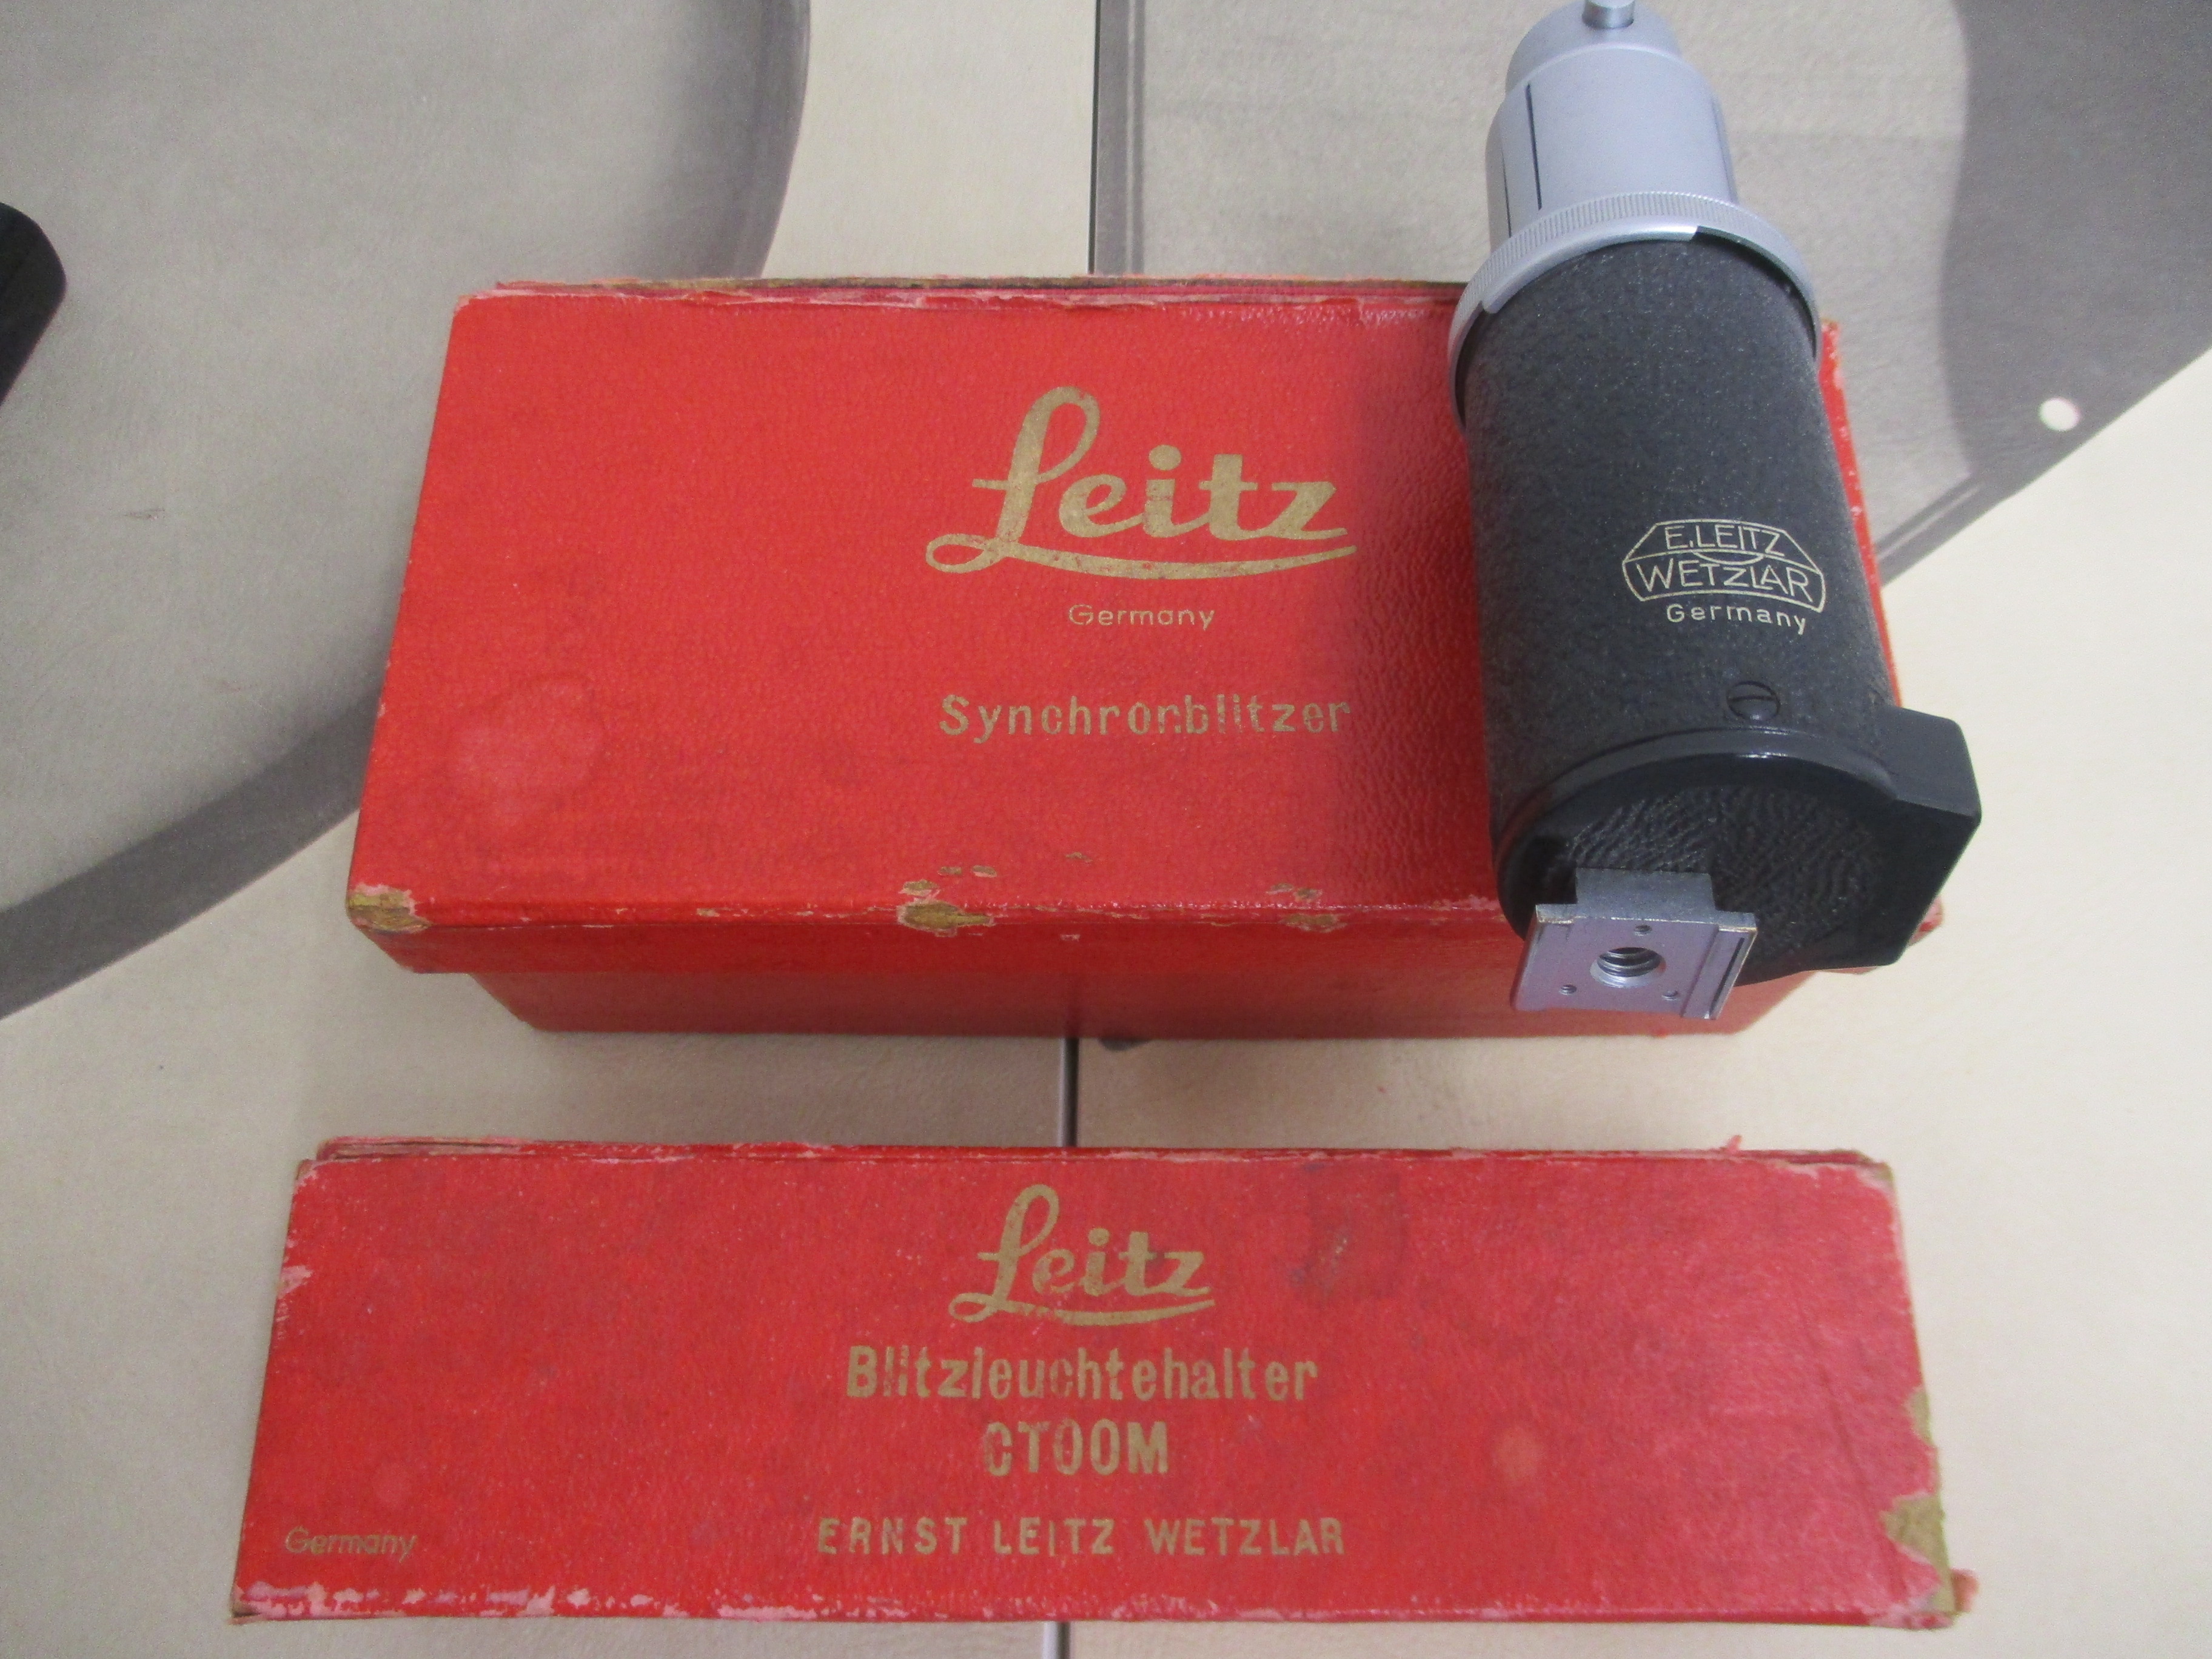 Leitz
Germany
Synchronblitzer
E.LEITZ
WETZLAR
Germany
Leitz
Blitzleuchtehalter
CTOOM
ERNST LEITZ WETZLAR
Germany